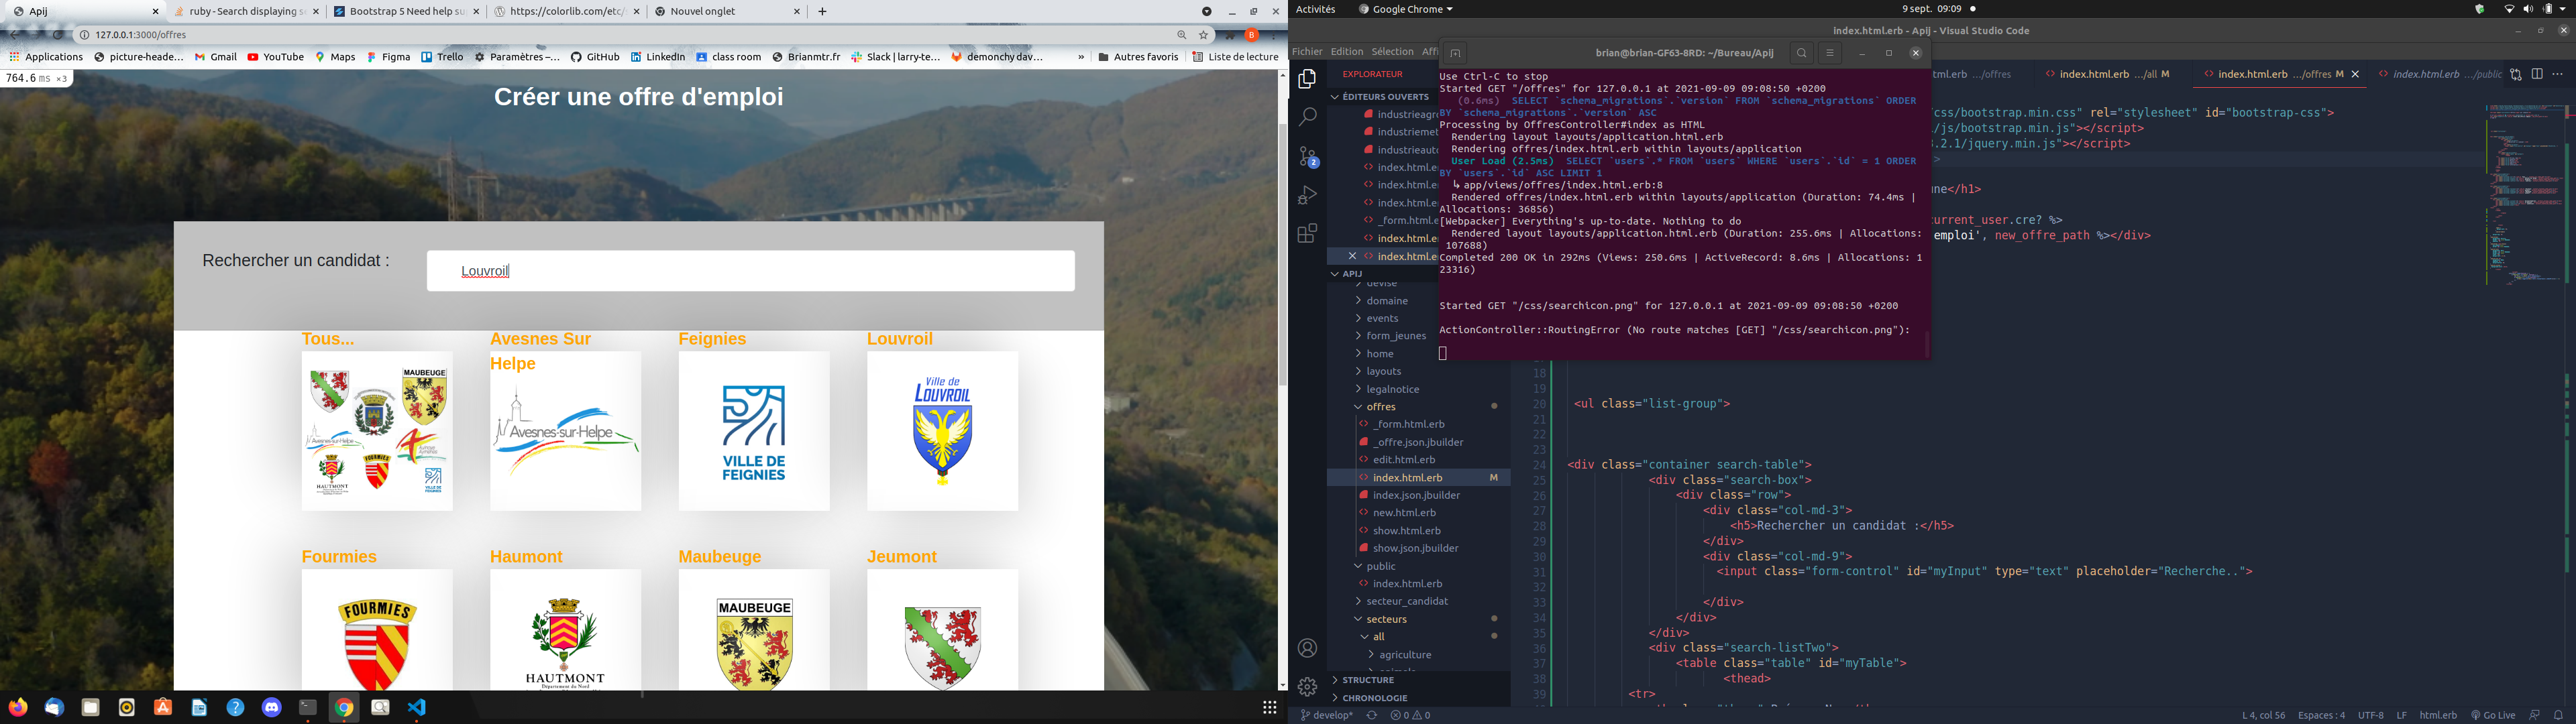 Apij
ruby - Search displaying se
Bootstrap 5 Need help su
https://colorlib.com/etc/
Nouvel onglet
127.0.0.1:3000/offres
Applications
picture-heade…
Gmail
YouTube
Maps
Figma
Trello
Paramètres –…
GitHub
LinkedIn
class room
Brianmtr.fr
Slack | larry-te…
demonchy dav…
»
Autres favoris
Liste de lecture
764.6 ms ×3
Créer une offre d'emploi
Rechercher un candidat :
Louvroil
Tous...
Avesnes Sur Helpe
Feignies
Louvroil
MAUBEUGE
Avesnes-sur-Helpe
HAUTMONT
FOURMIES
Avesnes-sur-Helpe
VILLE DE
FEIGNIES
Ville de
LOUVROIL
Fourmies
Haumont
Maubeuge
Jeumont
FOURMIES
HAUTMONT
Département du Nord
MAUBEUGE
Activités
Google Chrome
9 sept. 09:09
index.html.erb - Apij - Visual Studio Code
Fichier Edition Sélection Affi
brian@brian-GF63-8RD: ~/Bureau/Apij
Use Ctrl-C to stop
Started GET "/offres" for 127.0.0.1 at 2021-09-09 09:08:50 +0200
(0.6ms) SELECT `schema_migrations`.`version` FROM `schema_migrations` ORDER
BY `schema_migrations`.`version` ASC
Processing by OffresController#index as HTML
Rendering layout layouts/application.html.erb
Rendering offres/index.html.erb within layouts/application
User Load (2.5ms) SELECT `users`.* FROM `users` WHERE `users`.`id` = 1 ORDER
BY `users`.`id` ASC LIMIT 1
↳ app/views/offres/index.html.erb:8
Rendered offres/index.html.erb within layouts/application (Duration: 74.4ms |
Allocations: 36856)
[Webpacker] Everything's up-to-date. Nothing to do
Rendered layout layouts/application.html.erb (Duration: 255.6ms | Allocations:
107688)
Completed 200 OK in 292ms (Views: 250.6ms | ActiveRecord: 8.6ms | Allocations: 1
23316)
Started GET "/css/searchicon.png" for 127.0.0.1 at 2021-09-09 09:08:50 +0200
ActionController::RoutingError (No route matches [GET] "/css/searchicon.png"):
EXPLORATEUR
ÉDITEURS OUVERTS
industrieagro
industriemet
industrieauto
index.html.e
index.html.e
index.html.e
_form.html.e
index.html.e
index.html.e
APIJ
devise
domaine
events
form_jeunes
home
layouts
legalnotice
offres
_form.html.erb
_offre.json.jbuilder
edit.html.erb
index.html.erb M
index.json.jbuilder
new.html.erb
show.html.erb
show.json.jbuilder
public
index.html.erb
secteur_candidat
secteurs
all
agriculture
STRUCTURE
CHRONOLOGIE
tml.erb …/offres
index.html.erb …/all M
index.html.erb …/offres M
index.html.erb …/public
/css/bootstrap.min.css" rel="stylesheet" id="bootstrap-css">
/js/bootstrap.min.js"></script>
3.2.1/jquery.min.js"></script>
>
une</h1>
current_user.cre? %>
emploi', new_offre_path %></div>
18
19
20 <ul class="list-group">
21
22
23
24 <div class="container search-table">
25 <div class="search-box">
26 <div class="row">
27 <div class="col-md-3">
28 <h5>Rechercher un candidat :</h5>
29 </div>
30 <div class="col-md-9">
31 <input class="form-control" id="myInput" type="text" placeholder="Recherche..">
32
33 </div>
34 </div>
35 </div>
36 <div class="search-listTwo">
37 <table class="table" id="myTable">
38 <thead>
39 <tr>
develop*
0 0
L 4, col 56
Espaces : 4
UTF-8
LF
html.erb
Go Live